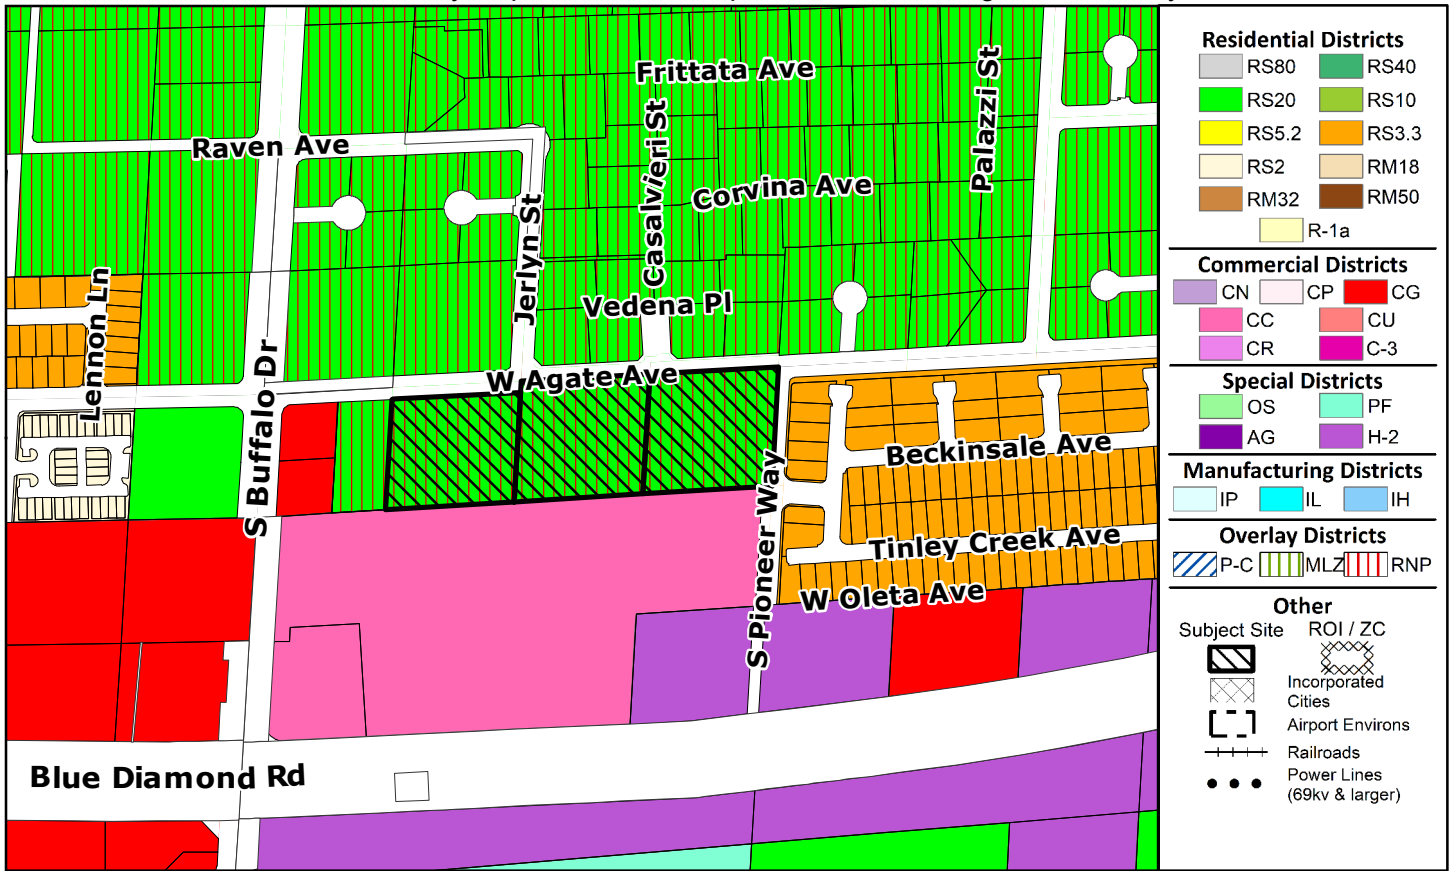 Frittata Ave
Palazzi St
Raven Ave
Casalvieri St
Corvina Ave
Jerlyn St
Vedena Pl
Lennon Ln
W Agate Ave
S Buffalo Dr
Beckinsale Ave
S Pioneer Way
Tinley Creek Ave
W Oleta Ave
Blue Diamond Rd
Residential Districts
RS80 RS40
RS20 RS10
RS5.2 RS3.3
RS2 RM18
RM32 RM50
R-1a
Commercial Districts
CN CP CG
CC CU
CR C-3
Special Districts
OS PF
AG H-2
Manufacturing Districts
IP IL IH
Overlay Districts
P-C MLZ RNP
Other
Subject Site ROI / ZC
Incorporated
Cities
Airport Environs
Railroads
Power Lines
(69kv & larger)